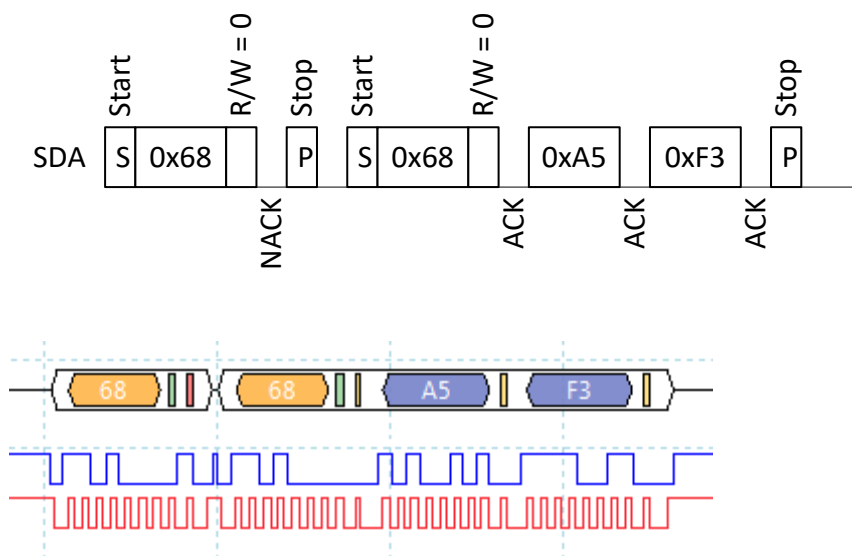 Start
R/W = 0
Stop
Start
R/W = 0
Stop
SDA S 0x68 P S 0x68 0xA5 0xF3 P
NACK
ACK
ACK
ACK
68 68 A5 F3